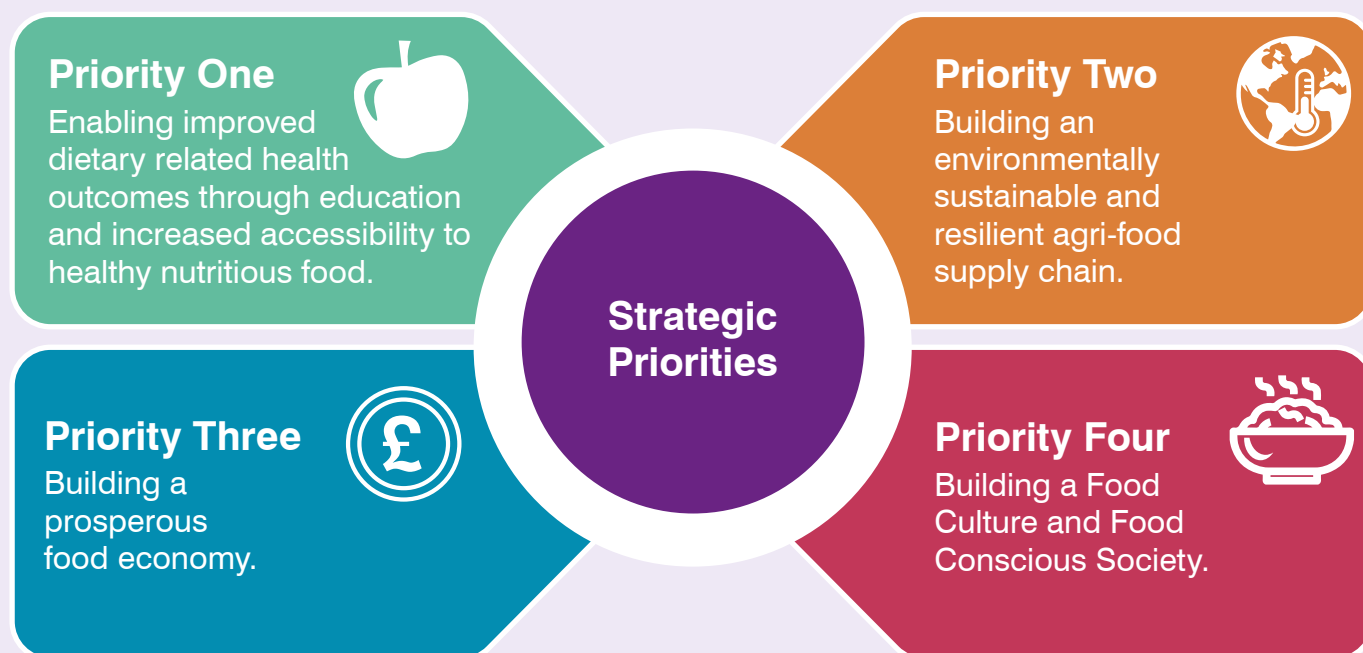 Priority One
Enabling improved
dietary related health
outcomes through education
and increased accessibility to
healthy nutritious food.
Priority Two
Building an
environmentally
sustainable and
resilient agri-food
supply chain.
Strategic
Priorities
Priority Three
£
Building a
prosperous
food economy.
Priority Four
Building a Food
Culture and Food
Conscious Society.